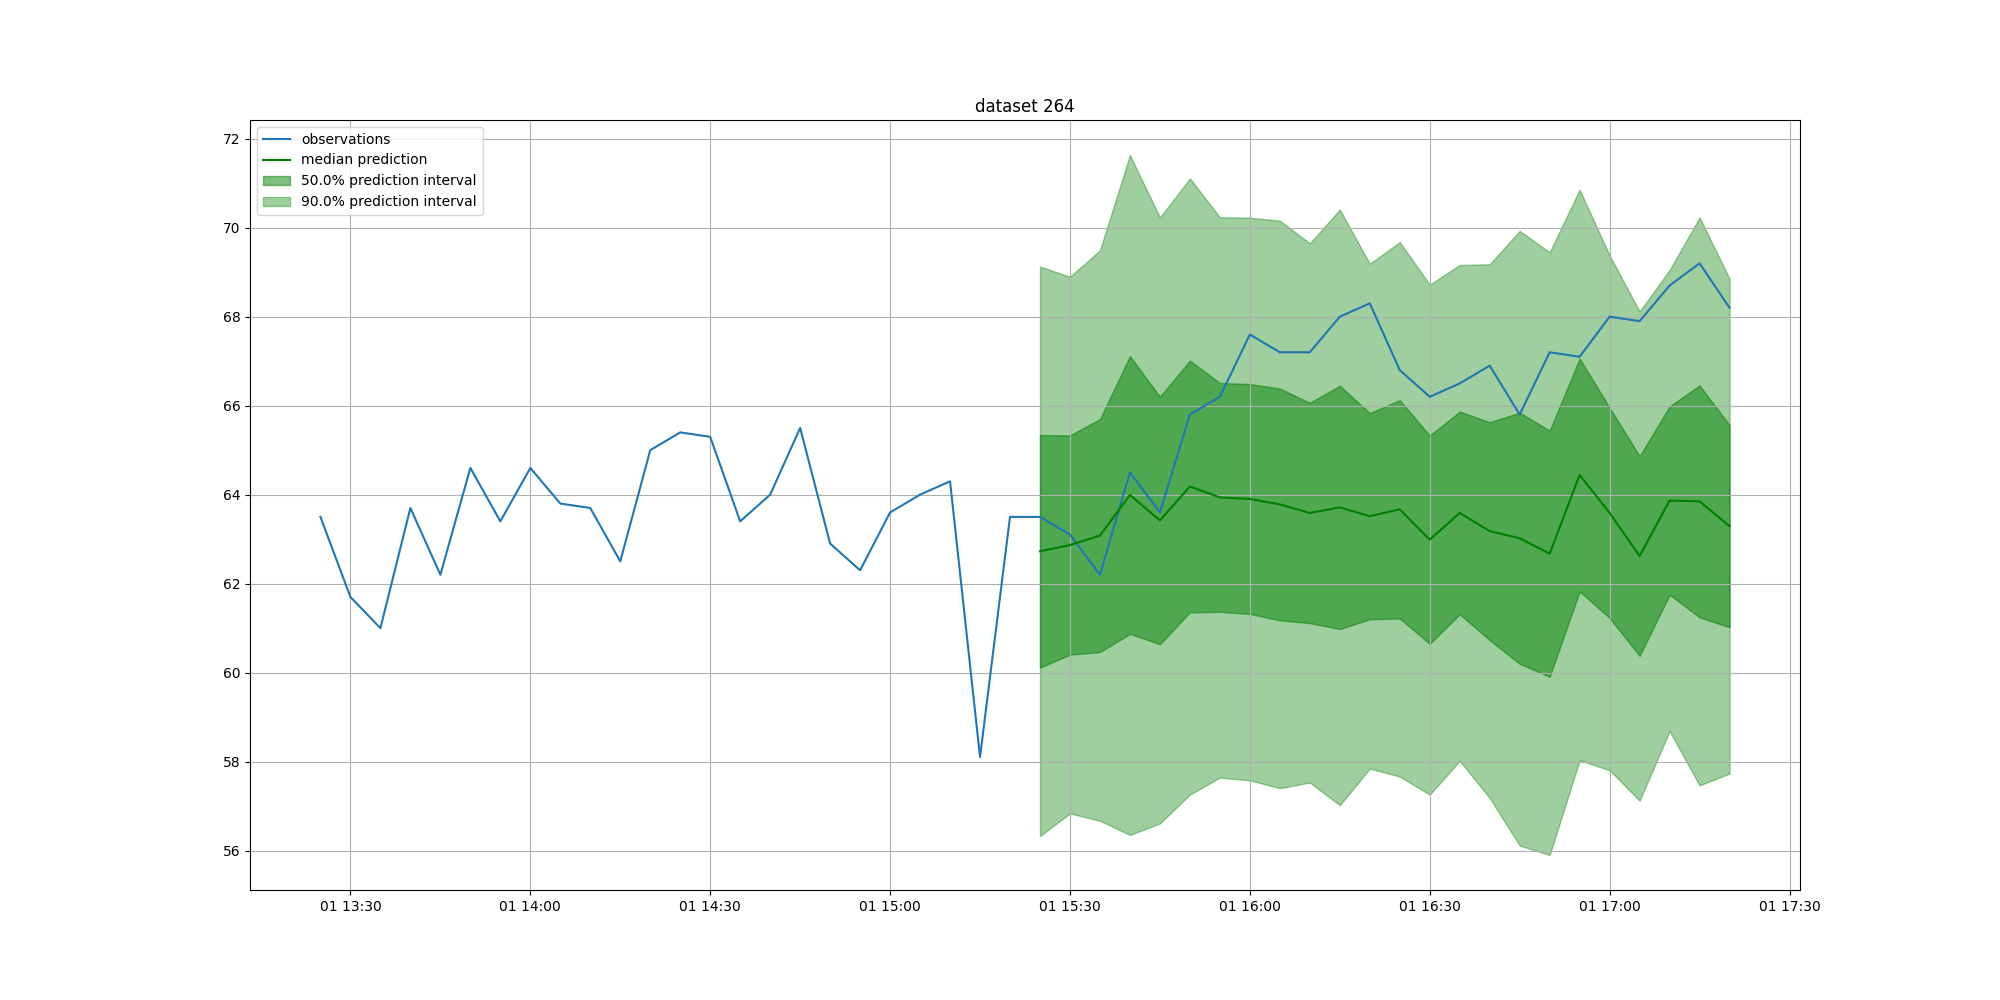 dataset 264
observations
median prediction
50.0% prediction interval
90.0% prediction interval
72
70
68
66
64
62
60
58
56
01 13:30 01 14:00 01 14:30 01 15:00 01 15:30 01 16:00 01 16:30 01 17:00 01 17:30